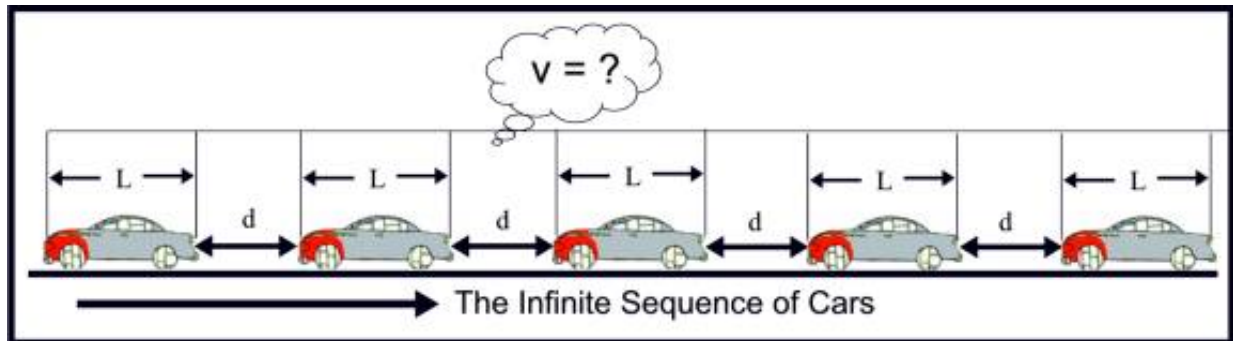 v = ?
L L L L L
d d d d
The Infinite Sequence of Cars